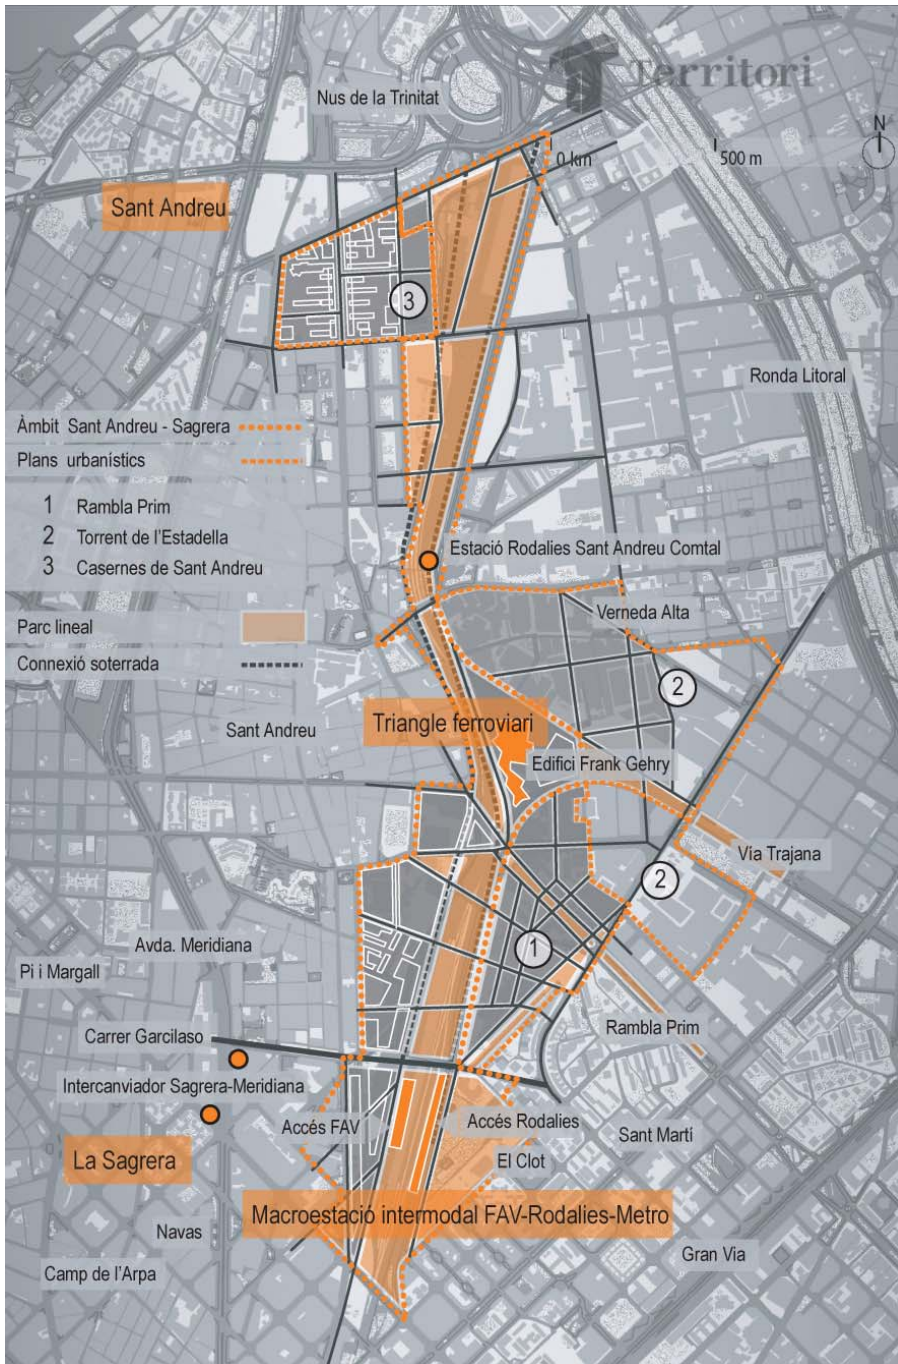 Territori
Nus de la Trinitat
N
0 km
500 m
Sant Andreu
3
Ronda Litoral
Àmbit Sant Andreu - Sagrera
Plans urbanístics
1 Rambla Prim
2 Torrent de l'Estadella
3 Casernes de Sant Andreu
Parc lineal
Connexió soterrada
Estació Rodalies Sant Andreu Comtal
Verneda Alta
2
Sant Andreu
Triangle ferroviari
Edifici Frank Gehry
Via Trajana
2
1
Avda. Meridiana
Pi i Margall
Rambla Prim
Carrer Garcilaso
Intercanviador Sagrera-Meridiana
Accés FAV
Accés Rodalies
Sant Martí
La Sagrera
El Clot
Macroestació intermodal FAV-Rodalies-Metro
Navas
Gran Via
Camp de l'Arpa